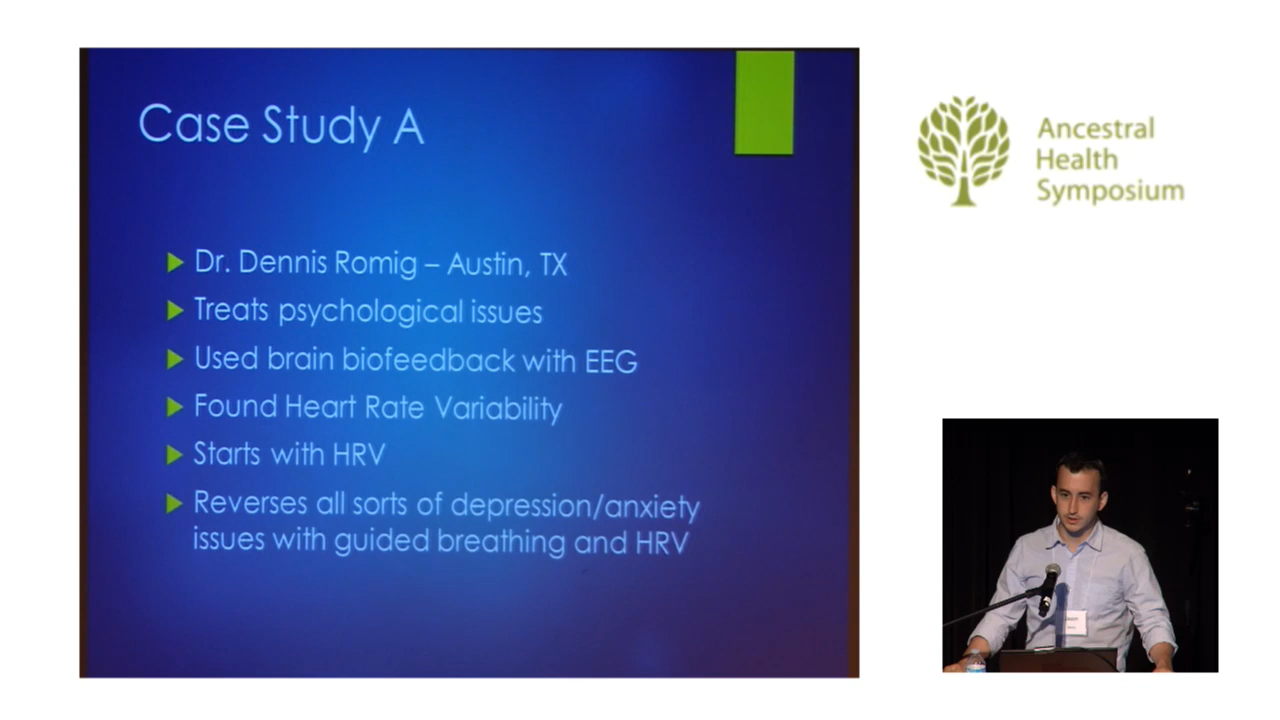 Case Study A
Dr. Dennis Romig – Austin, TX
Treats psychological issues
Used brain biofeedback with EEG
Found Heart Rate Variability
Starts with HRV
Reverses all sorts of depression/anxiety
issues with guided breathing and HRV
Ancestral
Health
Symposium